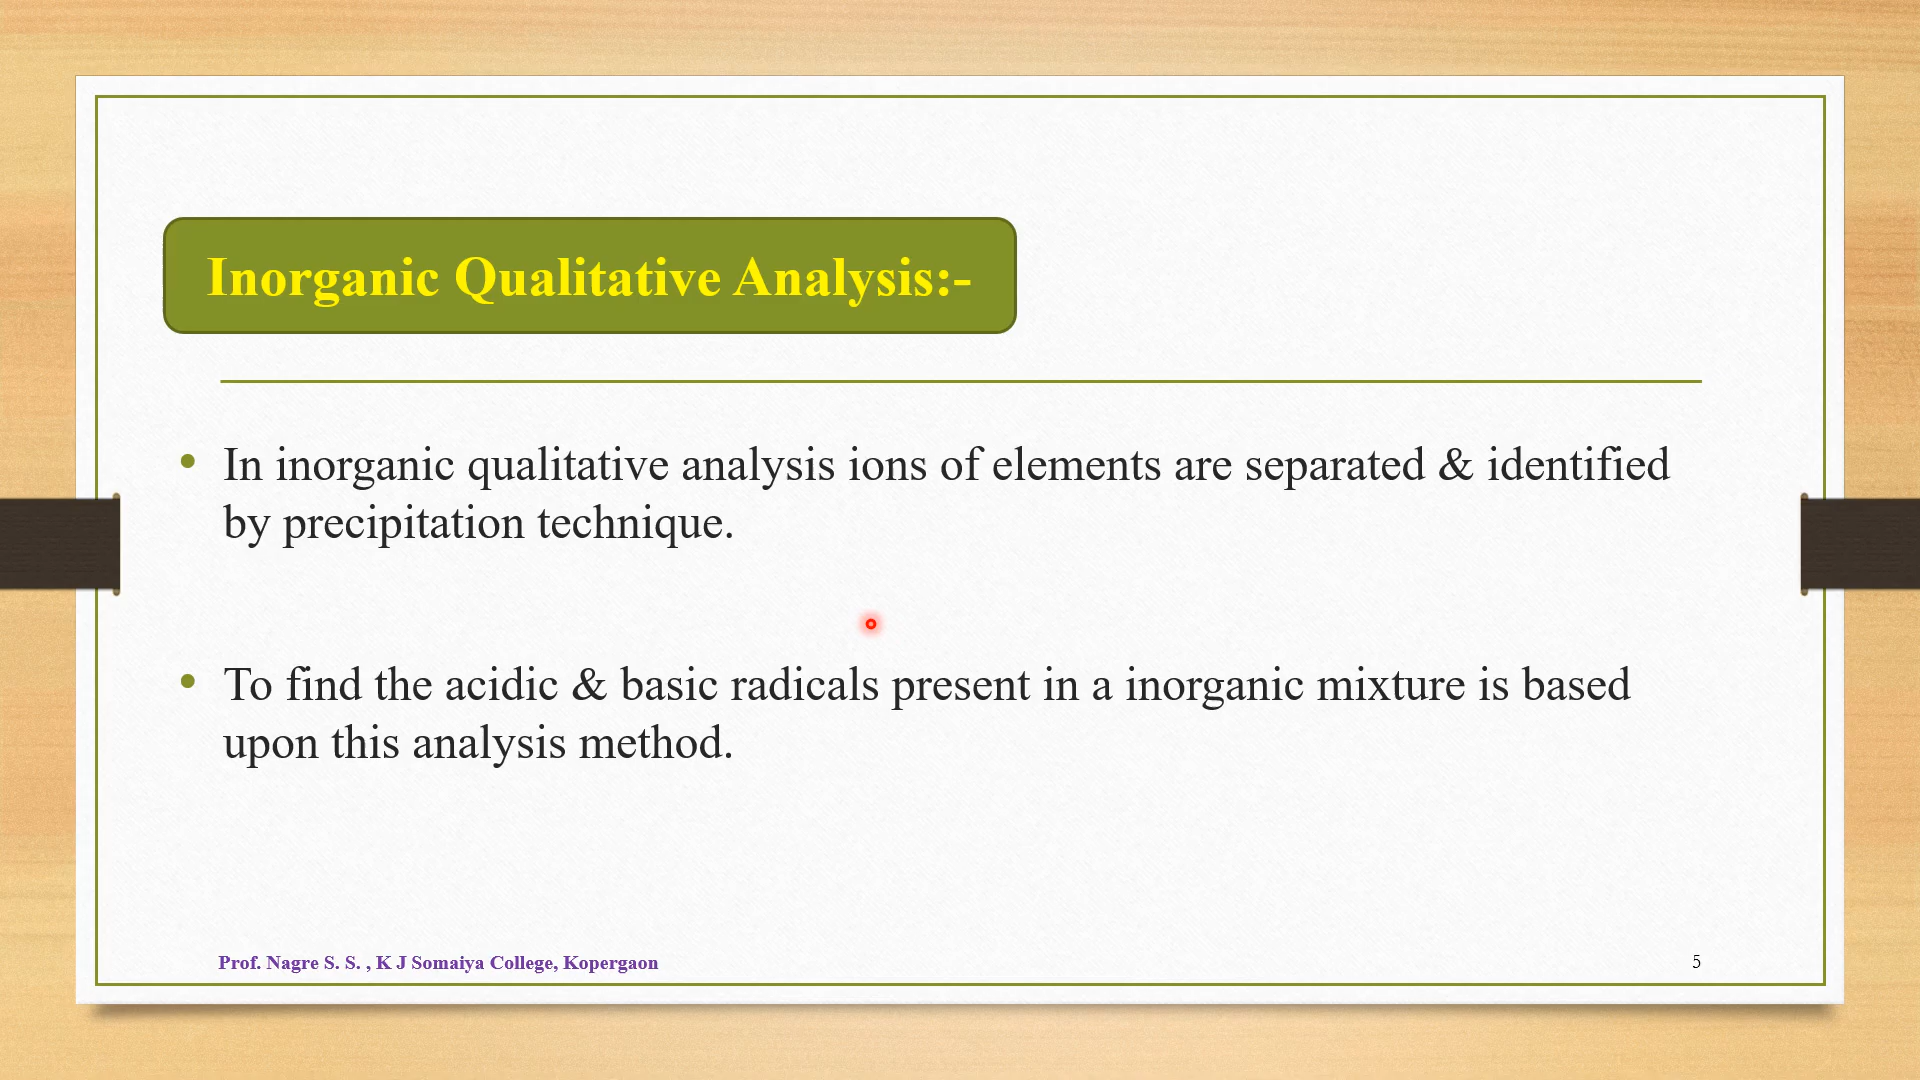 Inorganic Qualitative Analysis:-
• In inorganic qualitative analysis ions of elements are separated & identified
by precipitation technique.
• To find the acidic & basic radicals present in a inorganic mixture is based
upon this analysis method.
Prof. Nagre S. S. , K J Somaiya College, Kopergaon
5